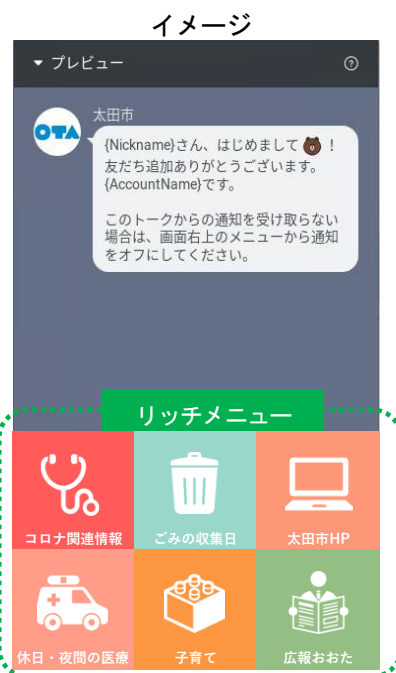 イメージ
プレビュー
太田市
OTA
{Nickname}さん、はじめまして！
友だち追加ありがとうございます。
{AccountName}です。
このトークからの通知を受け取らない
場合は、画面右上のメニューから通知
をオフにしてください。
リッチメニュー
コロナ関連情報
ごみの収集日
太田市HP
休日・夜間の医療
子育て
広報おおた